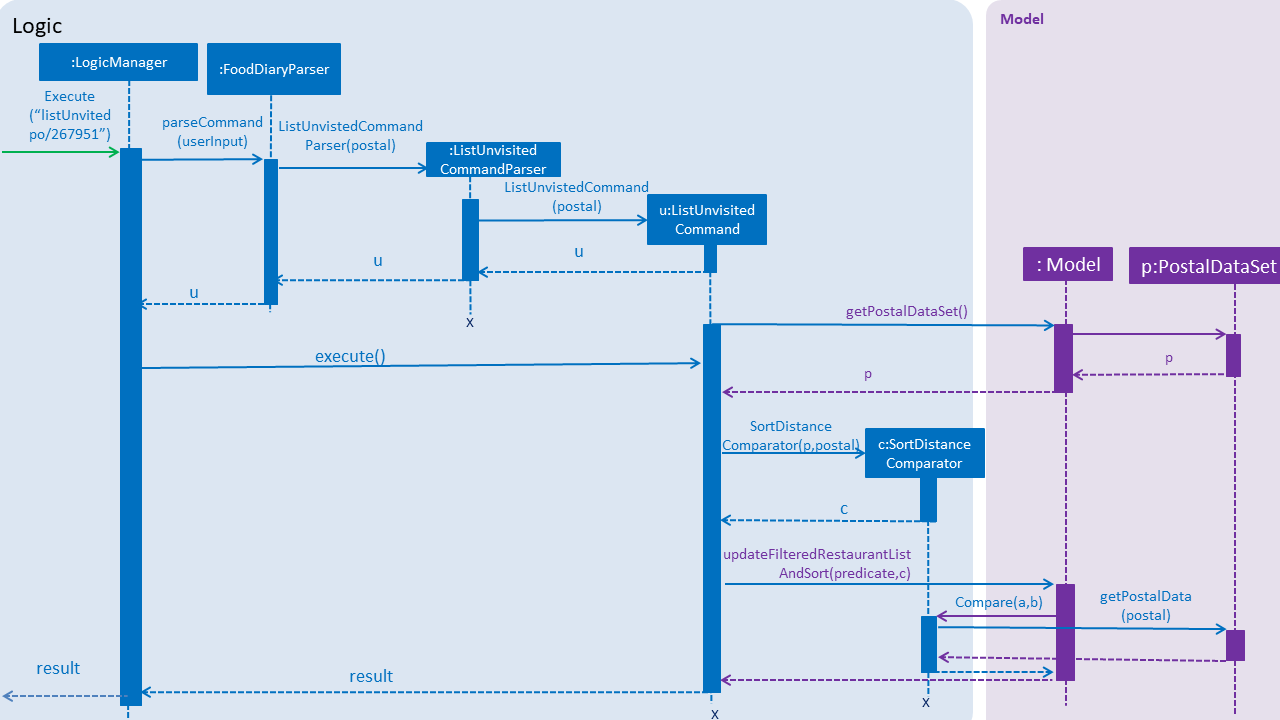 Logic
Model
:LogicManager
:FoodDiaryParser
Execute
(“listUnvited
po/267951”)
parseCommand
(userInput)
ListUnvistedCommand
Parser(postal)
:ListUnvisited
CommandParser
ListUnvistedCommand
(postal)
u:ListUnvisited
Command
u
u
u
x
: Model
p:PostalDataSet
getPostalDataSet()
execute()
p
p
SortDistance
Comparator(p,postal)
c:SortDistance
Comparator
c
updateFilteredRestaurantList
AndSort(predicate,c)
Compare(a,b)
getPostalData
(postal)
result
result
x
x